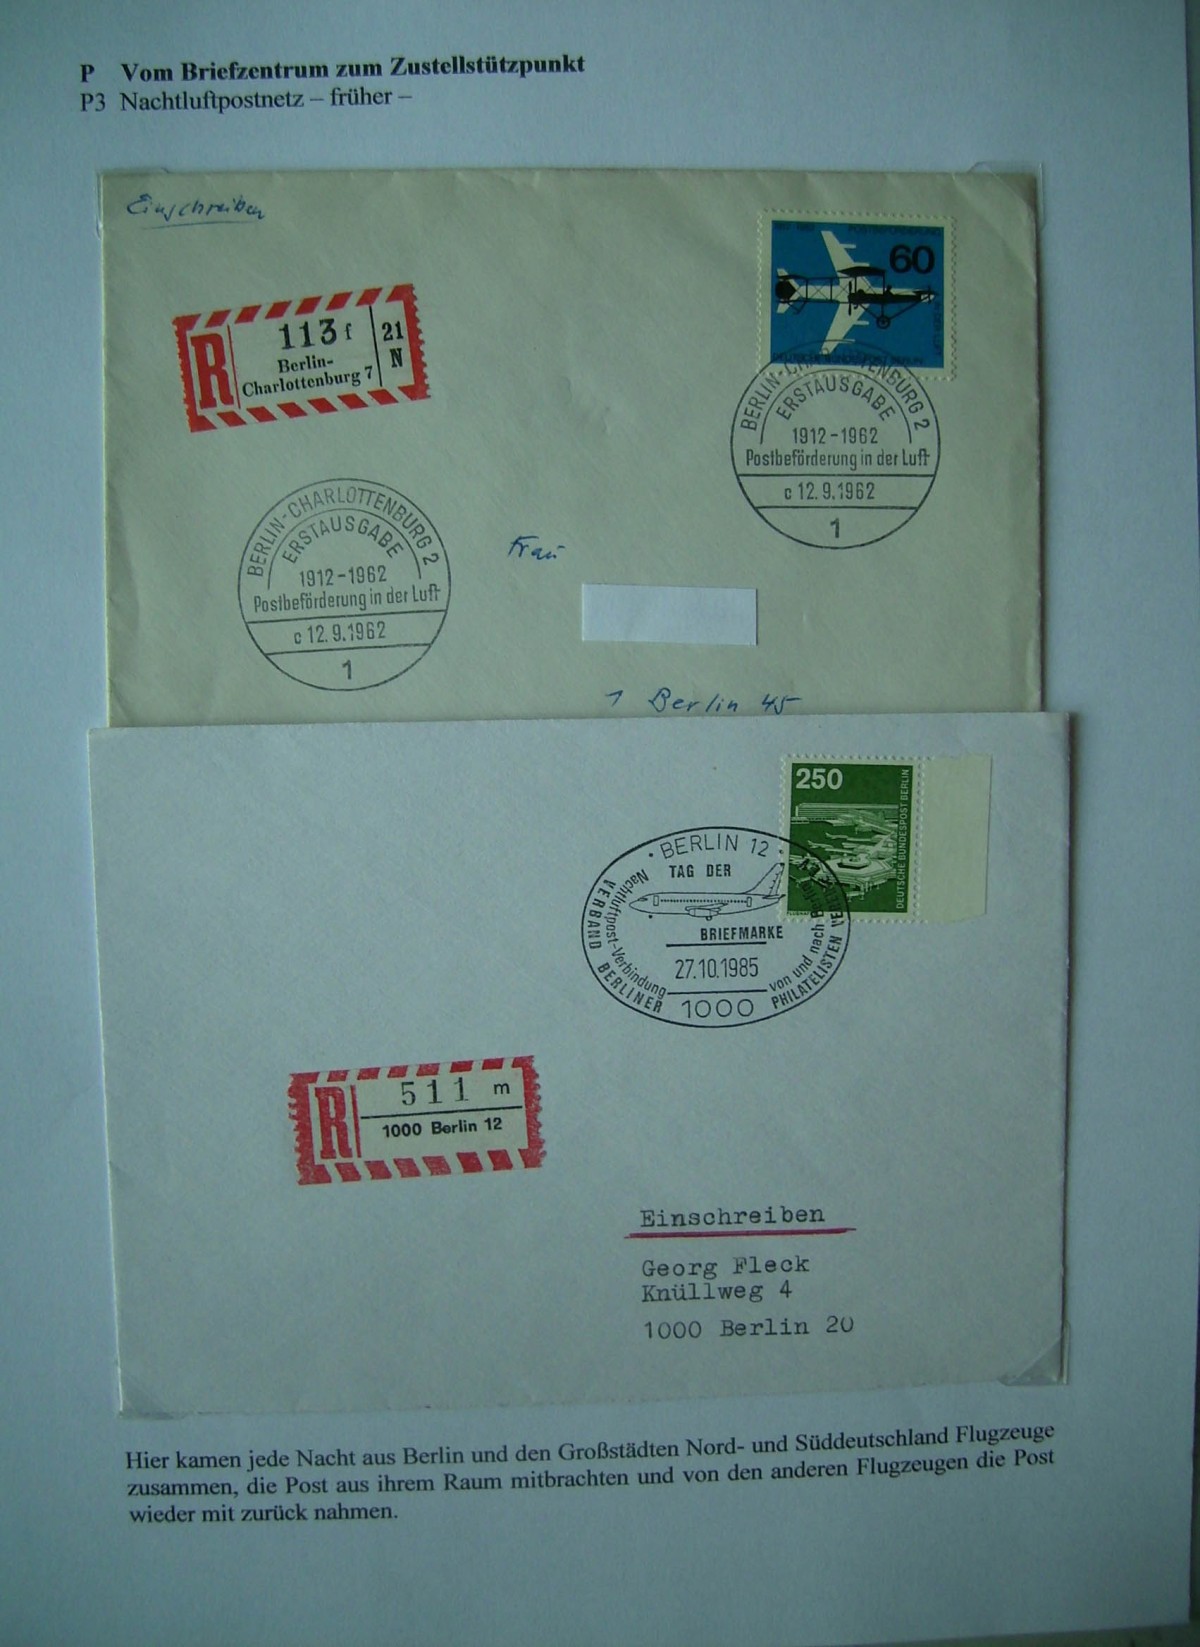 P Vom Briefzentrum zum Zustellstützpunkt
P3 Nachtluftpostnetz – früher –
Einschreiben
60
R
113 f
Berlin-
Charlottenburg 7
21
N
BERLIN-CHARLOTTENBURG 2
ERSTAUSGABE
1912-1962
Postbeförderung in der Luft
c 12.9.1962
1
BERLIN-CHARLOTTENBURG 2
ERSTAUSGABE
1912-1962
Postbeförderung in der Luft
c 12.9.1962
1
Frau
1 Berlin 45
250
DEUTSCHE BUNDESPOST BERLIN
· BERLIN 12 ·
TAG DER
BRIEFMARKE
Nachtluftpost-Verbindung
von und nach Berlin
27.10.1985
VERBAND BERLINER
PHILATELISTEN
1000
R
511 m
1000 Berlin 12
Einschreiben
Georg Fleck
Knüllweg 4
1000 Berlin 20
Hier kamen jede Nacht aus Berlin und den Großstädten Nord- und Süddeutschland Flugzeuge
zusammen, die Post aus ihrem Raum mitbrachten und von den anderen Flugzeugen die Post
wieder mit zurück nahmen.